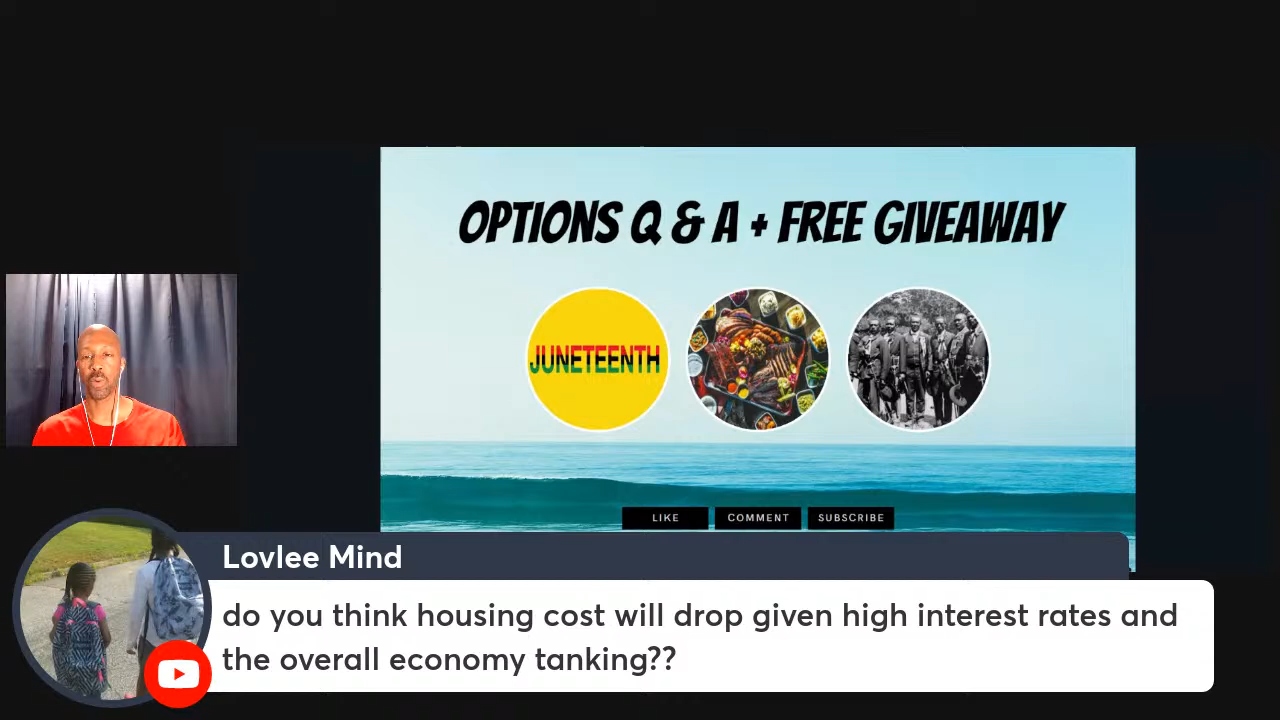 OPTIONS Q & A + FREE GIVEAWAY
JUNETEENTH
LIKE
COMMENT
SUBSCRIBE
Lovlee Mind
do you think housing cost will drop given high interest rates and
the overall economy tanking??